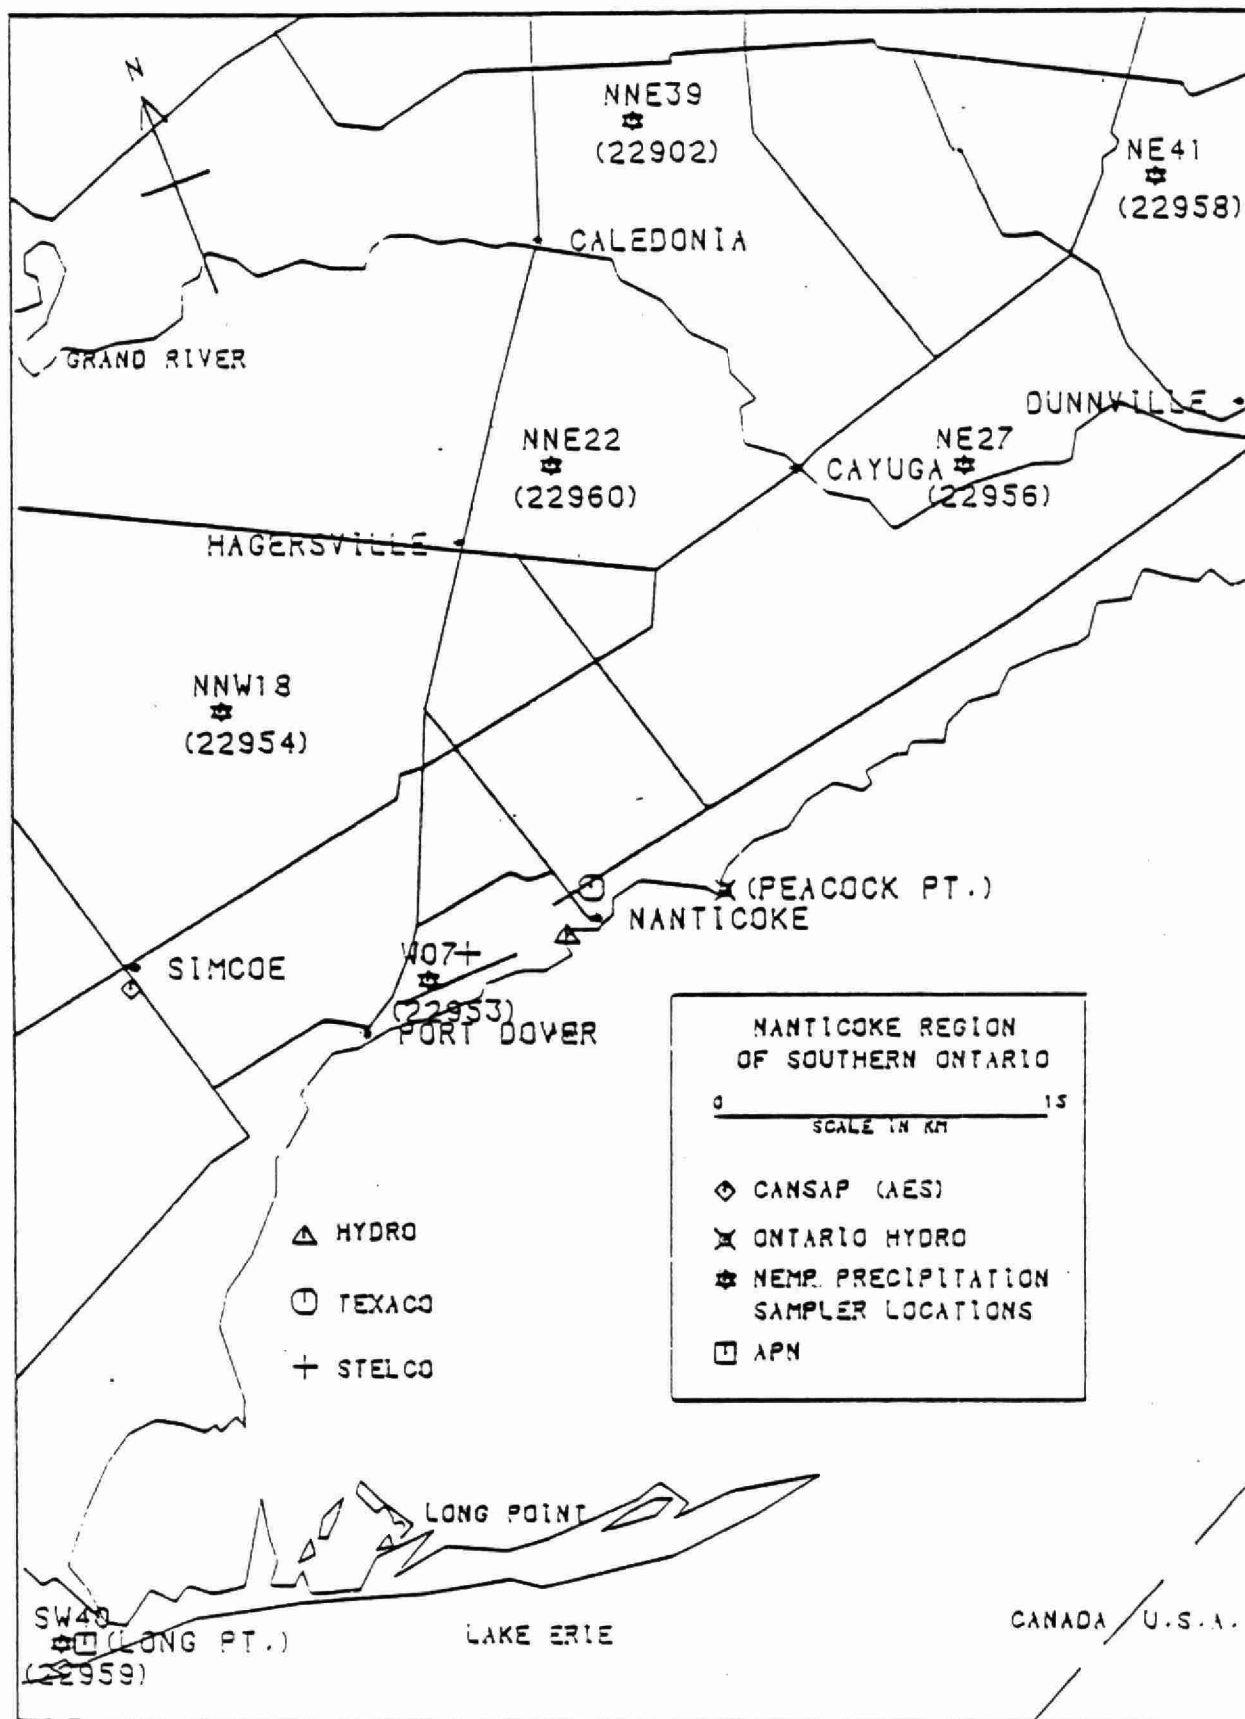 N
NNE39
(22902)
NE41
(22958)
CALEDONIA
GRAND RIVER
DUNNVILLE
NNE22
(22960)
CAYUGA
NE27
(22956)
HAGERSVILLE
NNW18
(22954)
(PEACOCK PT.)
NANTICOKE
SIMCOE
W07
(22953)
PORT DOVER
NANTICOKE REGION
OF SOUTHERN ONTARIO
0 15
SCALE IN KM
CANSAP (AES)
ONTARIO HYDRO
NEMP PRECIPITATION
SAMPLER LOCATIONS
APN
HYDRO
TEXACO
STELCO
LONG POINT
SW40
(LONG PT.)
(22959)
LAKE ERIE
CANADA U.S.A.